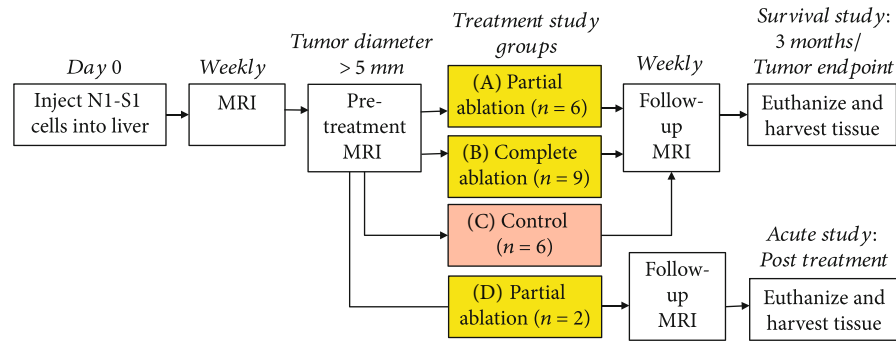 Day 0
Inject N1-S1
cells into liver
Weekly
MRI
Tumor diameter
> 5 mm
Pre-
treatment
MRI
Treatment study
groups
(A) Partial
ablation (n = 6)
(B) Complete
ablation (n = 9)
(C) Control
(n = 6)
(D) Partial
ablation (n = 2)
Weekly
Follow-
up
MRI
Survival study:
3 months/
Tumor endpoint
Euthanize and
harvest tissue
Follow-
up
MRI
Acute study:
Post treatment
Euthanize and
harvest tissue